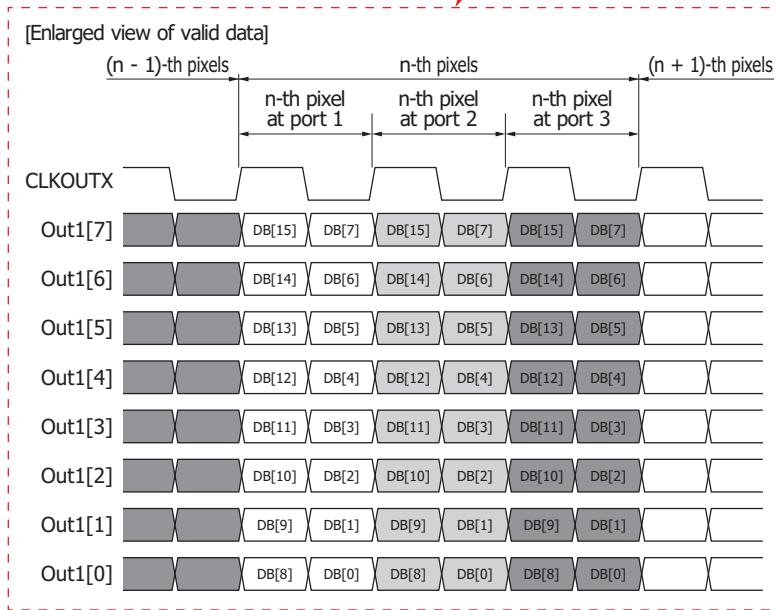 [Enlarged view of valid data]
(n - 1)-th pixels n-th pixels (n + 1)-th pixels
n-th pixel at port 1 n-th pixel at port 2 n-th pixel at port 3
CLKOUTX
Out1[7] DB[15] DB[7] DB[15] DB[7] DB[15] DB[7]
Out1[6] DB[14] DB[6] DB[14] DB[6] DB[14] DB[6]
Out1[5] DB[13] DB[5] DB[13] DB[5] DB[13] DB[5]
Out1[4] DB[12] DB[4] DB[12] DB[4] DB[12] DB[4]
Out1[3] DB[11] DB[3] DB[11] DB[3] DB[11] DB[3]
Out1[2] DB[10] DB[2] DB[10] DB[2] DB[10] DB[2]
Out1[1] DB[9] DB[1] DB[9] DB[1] DB[9] DB[1]
Out1[0] DB[8] DB[0] DB[8] DB[0] DB[8] DB[0]